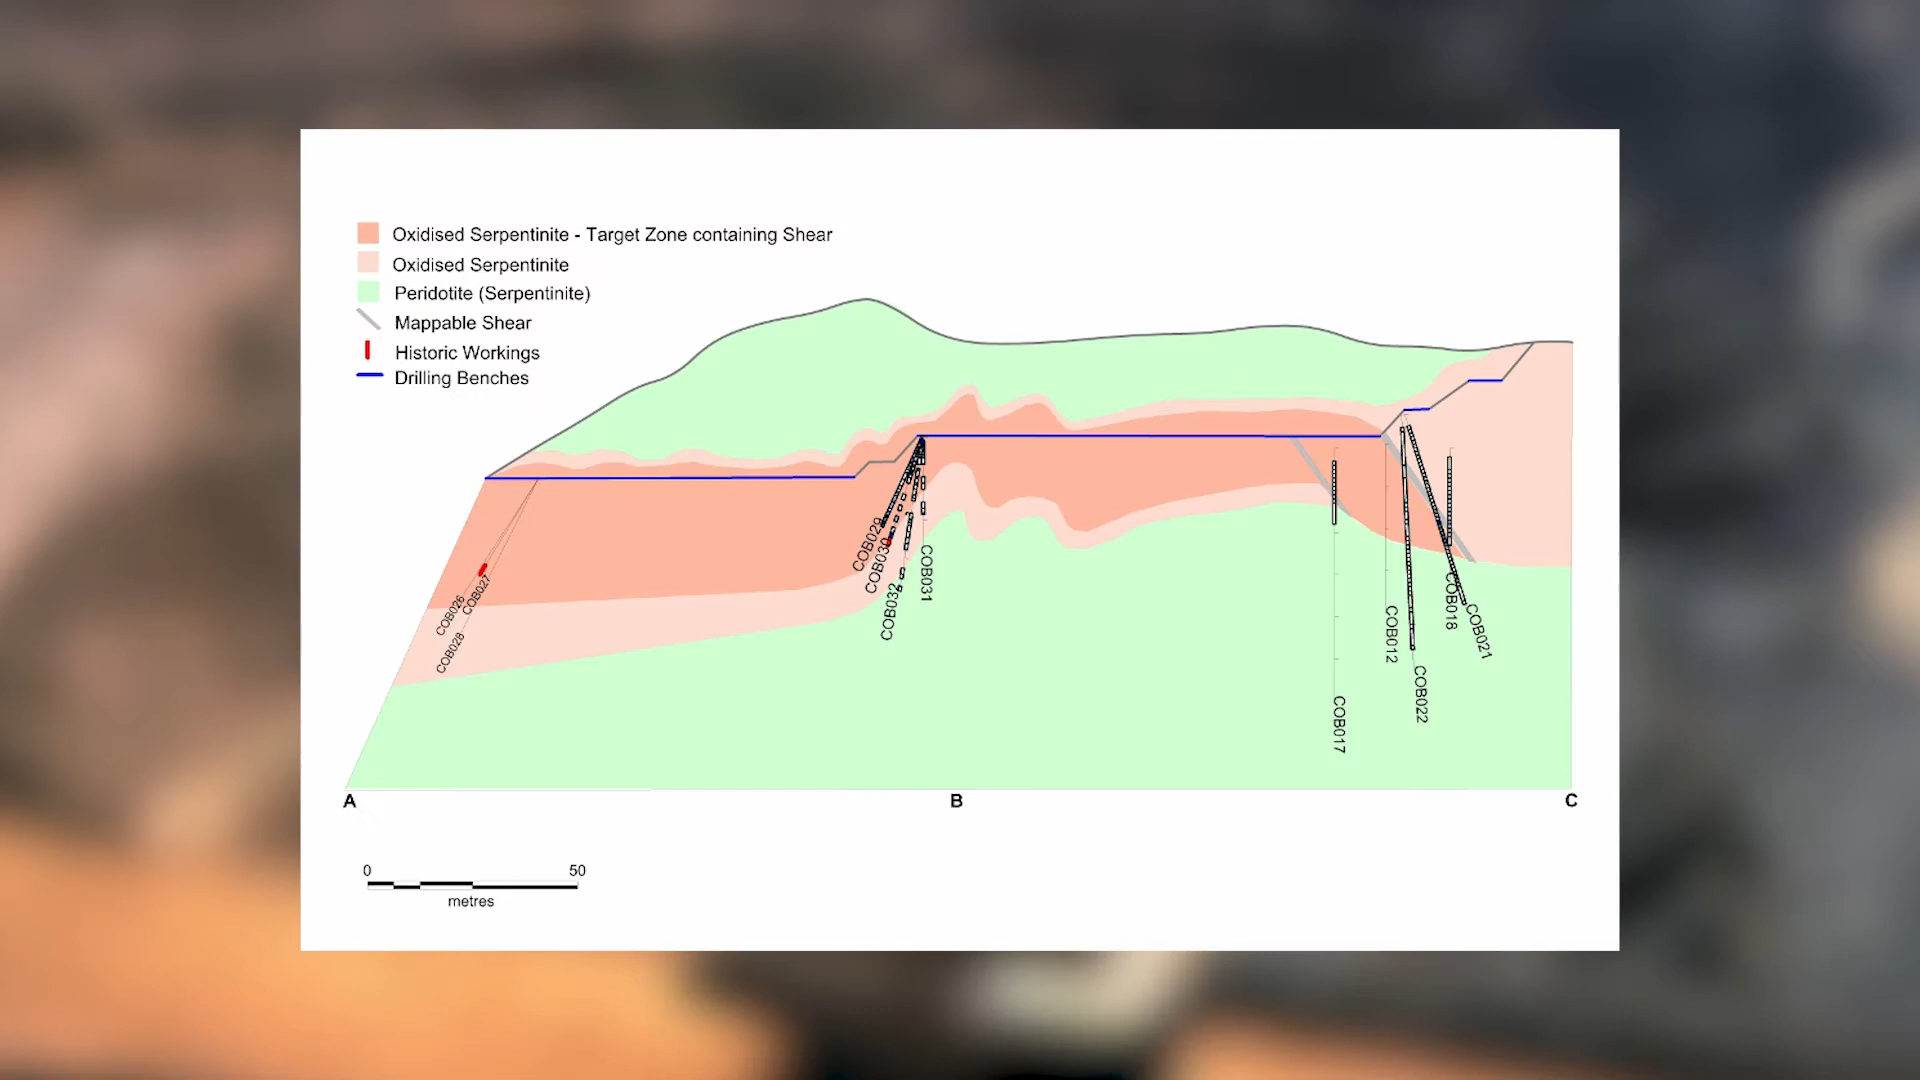 Oxidised Serpentinite - Target Zone containing Shear
Oxidised Serpentinite
Peridotite (Serpentinite)
Mappable Shear
Historic Workings
Drilling Benches
COB026
COB027
COB028
COB029
COB030
COB032
COB031
COB012
COB022
COB018
COB021
COB017
A
B
C
0
50
metres